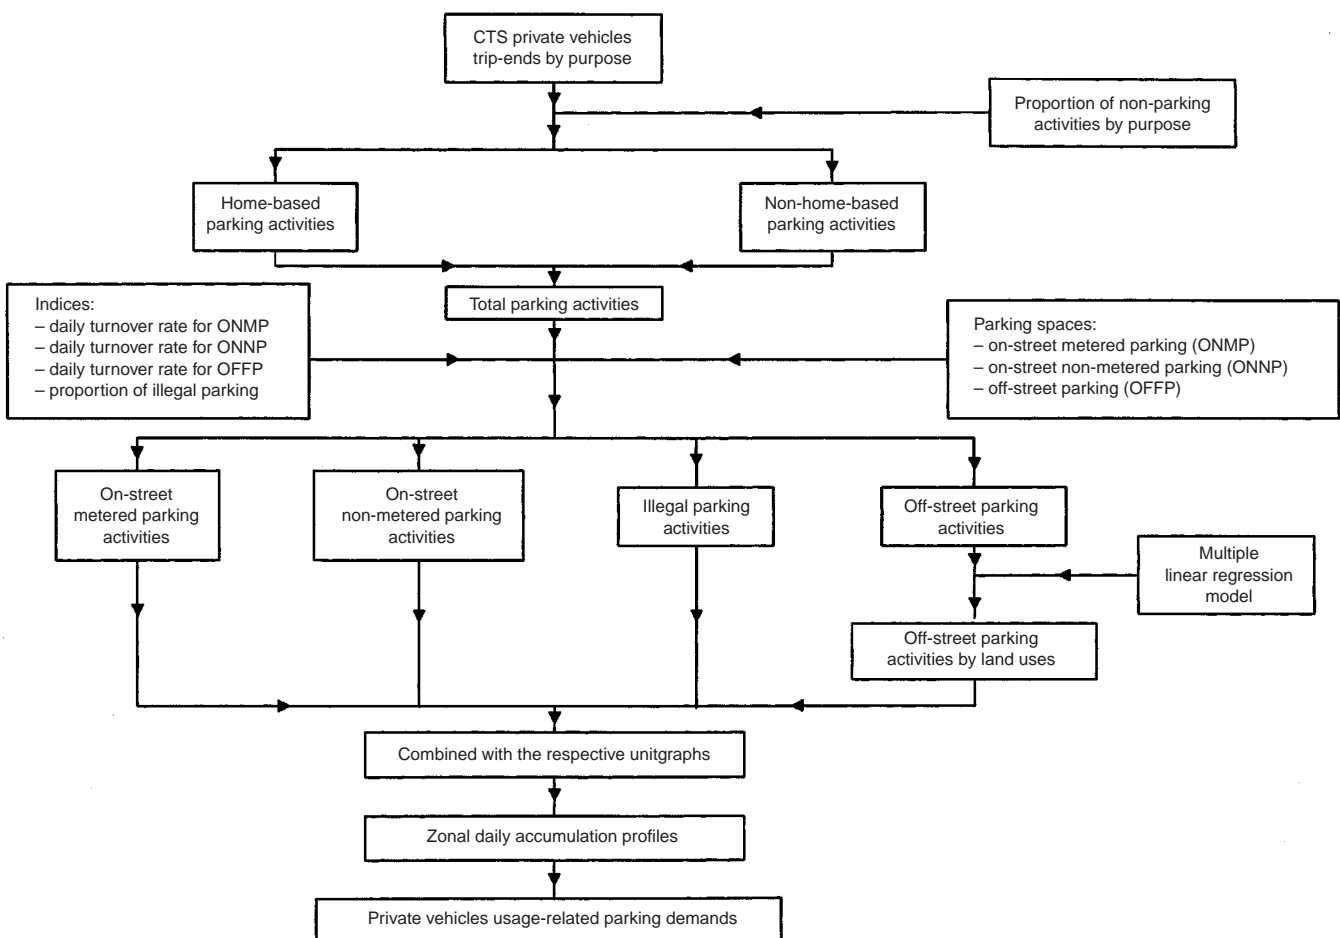 CTS private vehicles
trip-ends by purpose
Proportion of non-parking
activities by purpose
Home-based
parking activities
Non-home-based
parking activities
Total parking activities
Indices:
– daily turnover rate for ONMP
– daily turnover rate for ONNP
– daily turnover rate for OFFP
– proportion of illegal parking
Parking spaces:
– on-street metered parking (ONMP)
– on-street non-metered parking (ONNP)
– off-street parking (OFFP)
On-street
metered parking
activities
On-street
non-metered parking
activities
Illegal parking
activities
Off-street parking
activities
Multiple
linear regression
model
Off-street parking
activities by land uses
Combined with the respective unitgraphs
Zonal daily accumulation profiles
Private vehicles usage-related parking demands